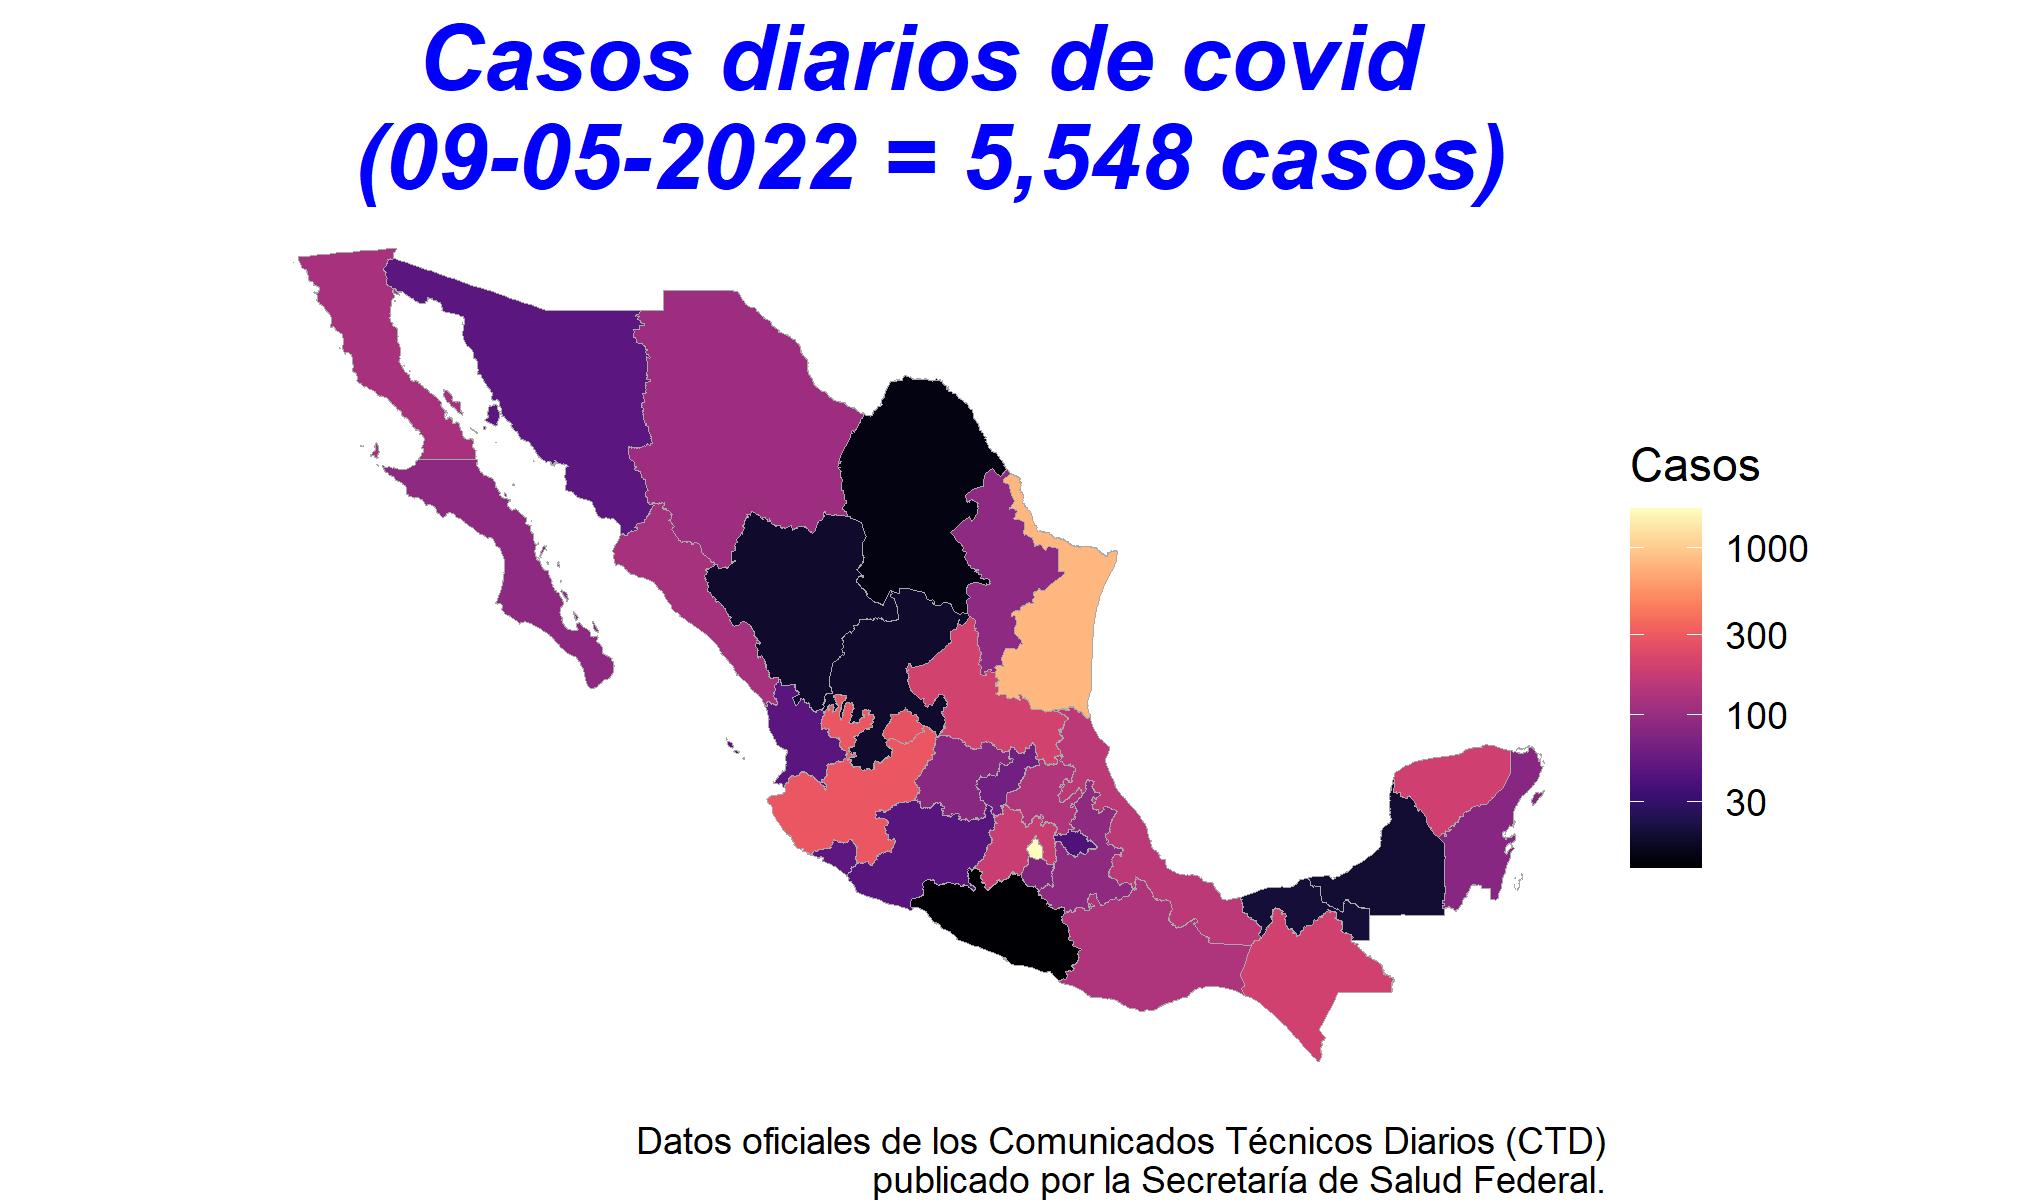 Casos diarios de covid
(09-05-2022 = 5,548 casos)
Casos
1000
300
100
30
Datos oficiales de los Comunicados Técnicos Diarios (CTD)
publicado por la Secretaría de Salud Federal.